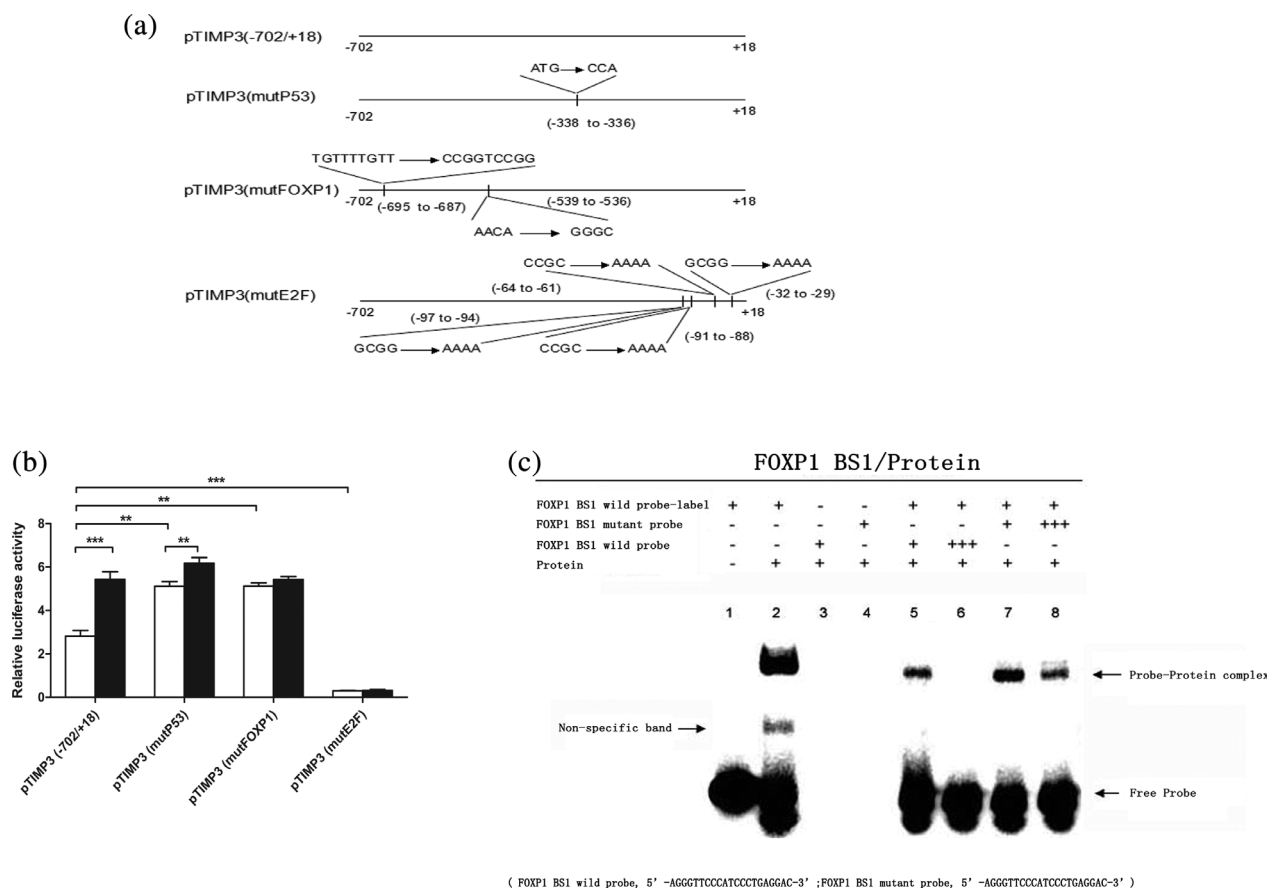 (a)
pTIMP3(-702/+18)
-702 +18
ATG CCA
pTIMP3(mutP53)
-702 (-338 to -336) +18
TGTTTTGTT CCGGTCCGG
pTIMP3(mutFOXP1)
-702 (-695 to -687) (-539 to -536) +18
AACA GGGC
CCGC AAAA GCGG AAAA
pTIMP3(mutE2F) (-64 to -61) (-32 to -29)
-702 (-97 to -94) +18
(-91 to -88)
GCGG AAAA CCGC AAAA
(b)
***
**
**
*** **
Relative luciferase activity
8
6
4
2
0
pTIMP3 (-702/+18)
pTIMP3 (mutP53)
pTIMP3 (mutFOXP1)
pTIMP3 (mutE2F)
(c)
FOXP1 BS1/Protein
FOXP1 BS1 wild probe-label + + - - + + + +
FOXP1 BS1 mutant probe - - - + - - + +++
FOXP1 BS1 wild probe - - + - + +++ - -
Protein - + + + + + + +
1 2 3 4 5 6 7 8
Probe-Protein complex
Non-specific band
Free Probe
( FOXP1 BS1 wild probe, 5' -AGGGTTCCCATCCCTGAGGAC-3' ;FOXP1 BS1 mutant probe, 5' -AGGGTTCCCATCCCTGAGGAC-3' )